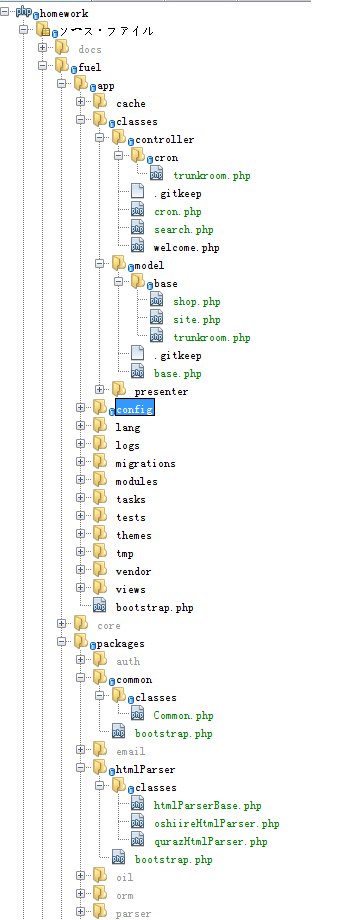 homework
ソース・ファイル
docs
fuel
app
cache
classes
controller
cron
trunkroom.php
.gitkeep
cron.php
search.php
welcome.php
model
base
shop.php
site.php
trunkroom.php
.gitkeep
base.php
presenter
config
lang
logs
migrations
modules
tasks
tests
themes
tmp
vendor
views
bootstrap.php
core
packages
auth
common
classes
Common.php
bootstrap.php
email
htmlParser
classes
htmlParserBase.php
oshiireHtmlParser.php
qurazHtmlParser.php
bootstrap.php
oil
orm
parser